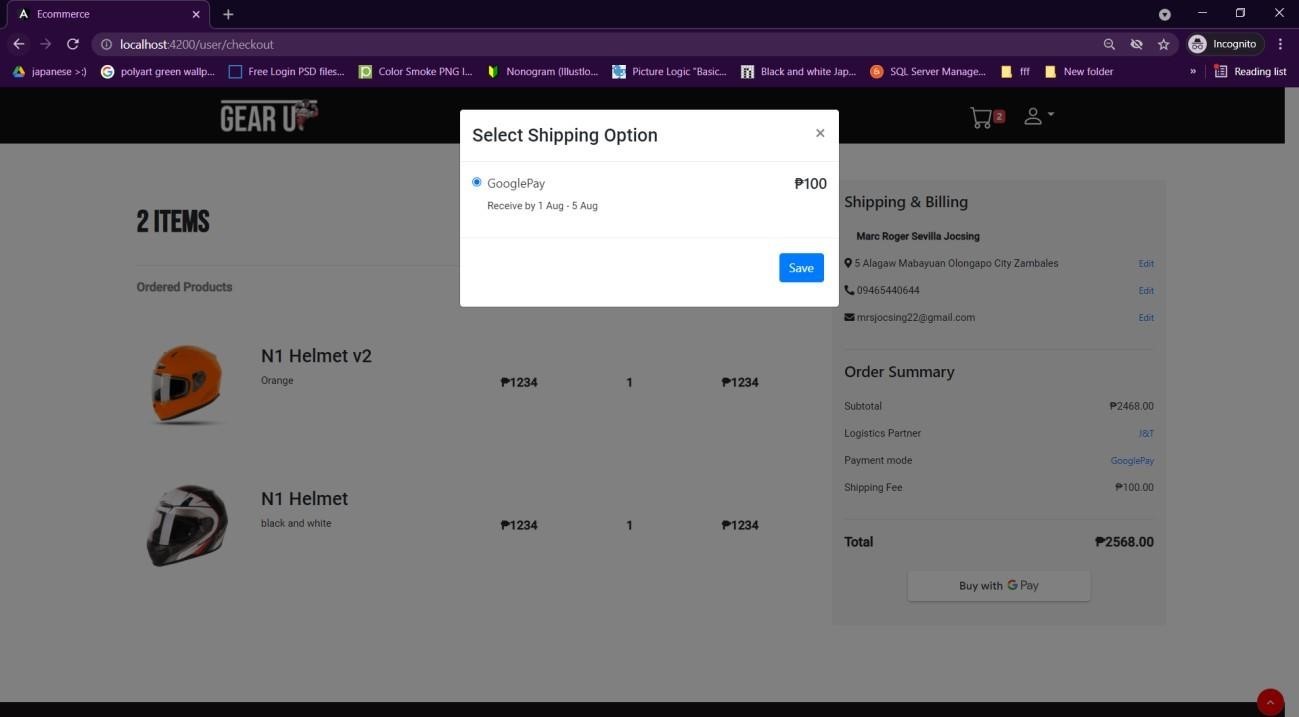 Ecommerce
localhost:4200/user/checkout
Incognito
japanese >:)
polyart green wallp...
Free Login PSD files...
Color Smoke PNG I...
Nonogram (Illustlo...
Picture Logic "Basic...
Black and white Jap...
SQL Server Manage...
fff
New folder
»
Reading list
GEAR U
2
Select Shipping Option
×
GooglePay ₱100
Receive by 1 Aug - 5 Aug
Save
2 ITEMS
Ordered Products
N1 Helmet v2
Orange
₱1234 1 ₱1234
N1 Helmet
black and white
₱1234 1 ₱1234
Shipping & Billing
Marc Roger Sevilla Jocsing
5 Alagaw Mabayuan Olongapo City Zambales Edit
09465440644 Edit
mrsjocsing22@gmail.com Edit
Order Summary
Subtotal ₱2468.00
Logistics Partner J&T
Payment mode GooglePay
Shipping Fee ₱100.00
Total ₱2568.00
Buy with G Pay